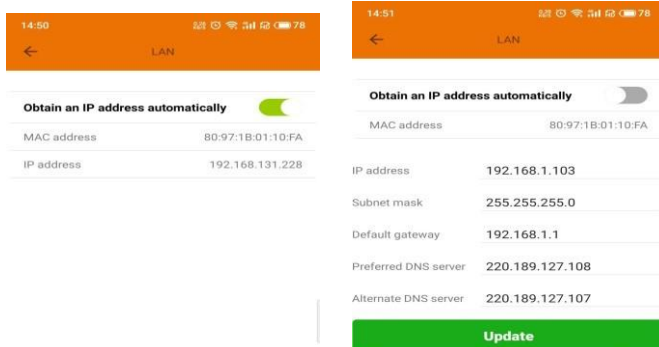 14:50 78
LAN
Obtain an IP address automatically
MAC address 80:97:1B:01:10:FA
IP address 192.168.131.228
14:51 78
LAN
Obtain an IP address automatically
MAC address 80:97:1B:01:10:FA
IP address 192.168.1.103
Subnet mask 255.255.255.0
Default gateway 192.168.1.1
Preferred DNS server 220.189.127.108
Alternate DNS server 220.189.127.107
Update